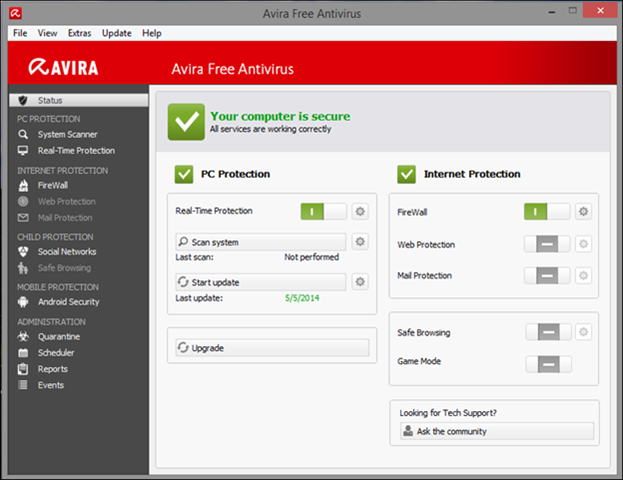 Avira Free Antivirus
File View Extras Update Help
AVIRA
Avira Free Antivirus
Status
PC PROTECTION
System Scanner
Real-Time Protection
INTERNET PROTECTION
FireWall
Web Protection
Mail Protection
CHILD PROTECTION
Social Networks
Safe Browsing
MOBILE PROTECTION
Android Security
ADMINISTRATION
Quarantine
Scheduler
Reports
Events
Your computer is secure
All services are working correctly
PC Protection
Real-Time Protection
Scan system
Last scan: Not performed
Start update
Last update: 5/5/2014
Upgrade
Internet Protection
FireWall
Web Protection
Mail Protection
Safe Browsing
Game Mode
Looking for Tech Support?
Ask the community